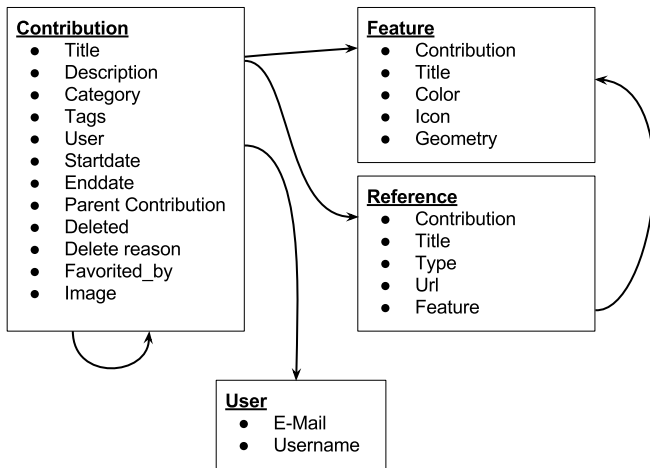 Contribution
● Title
● Description
● Category
● Tags
● User
● Startdate
● Enddate
● Parent Contribution
● Deleted
● Delete reason
● Favorited_by
● Image
Feature
● Contribution
● Title
● Color
● Icon
● Geometry
Reference
● Contribution
● Title
● Type
● Url
● Feature
User
● E-Mail
● Username